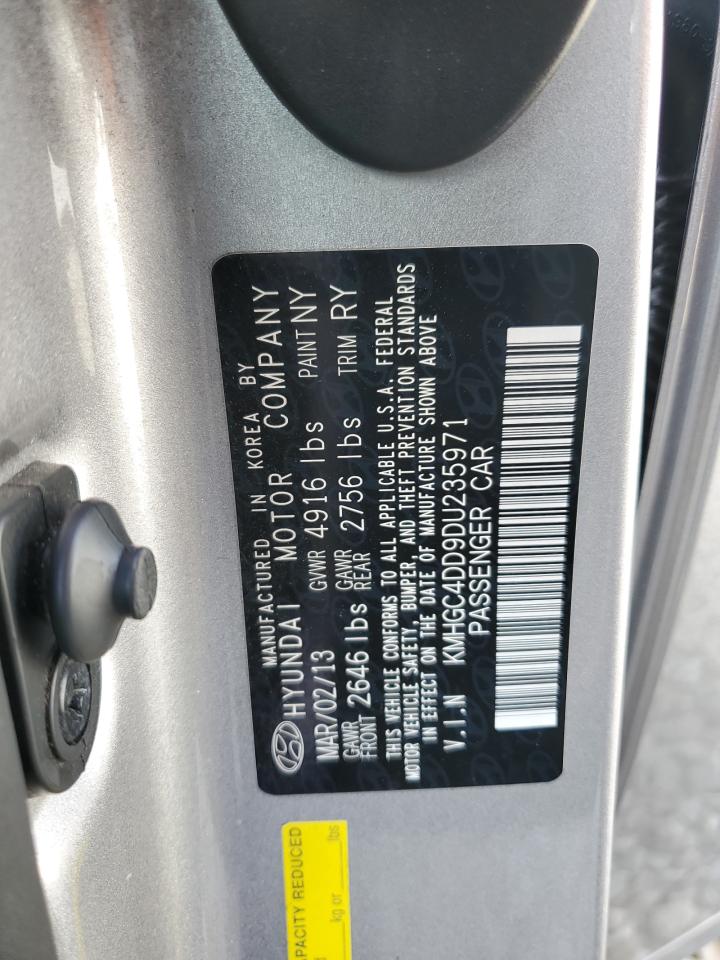 MANUFACTURED IN KOREA BY
HYUNDAI MOTOR COMPANY
MAR/02/13 GVWR 4916 lbs PAINT NY
GAWR FRONT 2646 lbs GAWR REAR 2756 lbs TRIM RY
THIS VEHICLE CONFORMS TO ALL APPLICABLE U.S.A. FEDERAL
MOTOR VEHICLE SAFETY, BUMPER, AND THEFT PREVENTION STANDARDS
IN EFFECT ON THE DATE OF MANUFACTURE SHOWN ABOVE
V.I.N KMHGC4DD9DU235971
PASSENGER CAR
APACITY REDUCED
kg or lbs